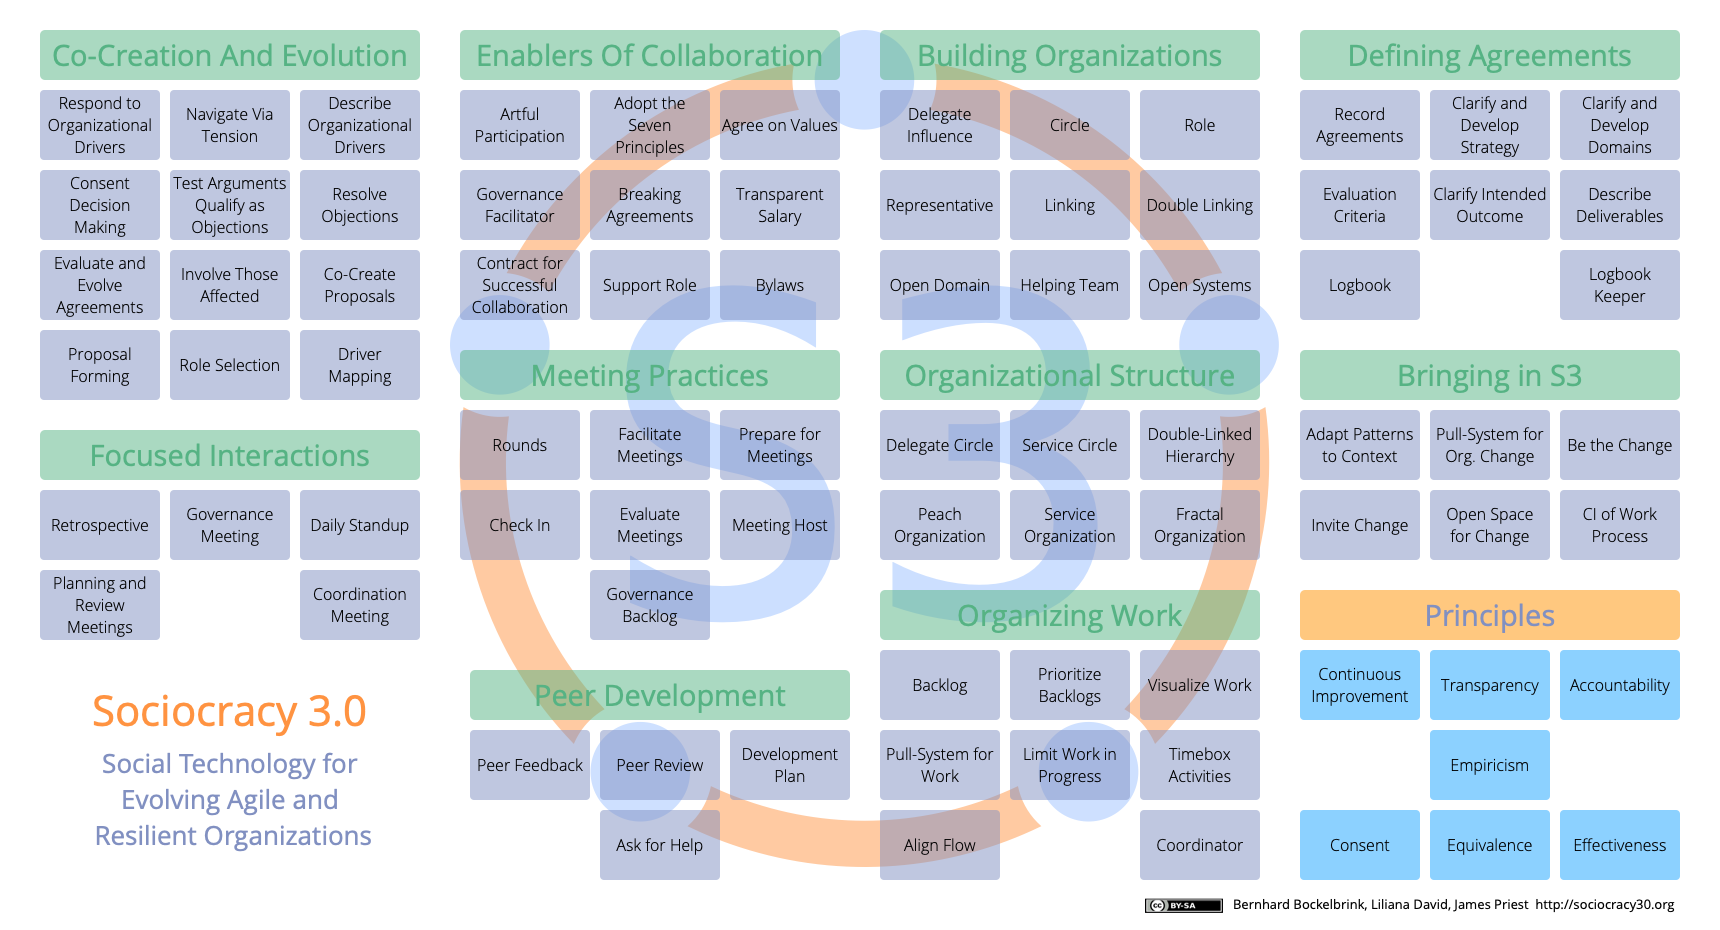 Co-Creation And Evolution
Respond to
Organizational
Drivers
Navigate Via
Tension
Describe
Organizational
Drivers
Consent
Decision
Making
Test Arguments
Qualify as
Objections
Resolve
Objections
Evaluate and
Evolve
Agreements
Involve Those
Affected
Co-Create
Proposals
Proposal
Forming
Role Selection
Driver
Mapping
Focused Interactions
Retrospective
Governance
Meeting
Daily Standup
Planning and
Review
Meetings
Coordination
Meeting
Sociocracy 3.0
Social Technology for
Evolving Agile and
Resilient Organizations
Enablers Of Collaboration
Artful
Participation
Adopt the
Seven
Principles
Agree on Values
Governance
Facilitator
Breaking
Agreements
Transparent
Salary
Contract for
Successful
Collaboration
Support Role
Bylaws
Meeting Practices
Rounds
Facilitate
Meetings
Prepare for
Meetings
Check In
Evaluate
Meetings
Meeting Host
Governance
Backlog
Peer Development
Peer Feedback
Peer Review
Development
Plan
Ask for Help
Building Organizations
Delegate
Influence
Circle
Role
Representative
Linking
Double Linking
Open Domain
Helping Team
Open Systems
Organizational Structure
Delegate Circle
Service Circle
Double-Linked
Hierarchy
Peach
Organization
Service
Organization
Fractal
Organization
Organizing Work
Backlog
Prioritize
Backlogs
Visualize Work
Pull-System for
Work
Limit Work in
Progress
Timebox
Activities
Align Flow
Coordinator
Defining Agreements
Record
Agreements
Clarify and
Develop
Strategy
Clarify and
Develop
Domains
Evaluation
Criteria
Clarify Intended
Outcome
Describe
Deliverables
Logbook
Logbook
Keeper
Bringing in S3
Adapt Patterns
to Context
Pull-System for
Org. Change
Be the Change
Invite Change
Open Space
for Change
CI of Work
Process
Principles
Continuous
Improvement
Transparency
Accountability
Empiricism
Consent
Equivalence
Effectiveness
S3
cc BY-SA
Bernhard Bockelbrink, Liliana David, James Priest http://sociocracy30.org